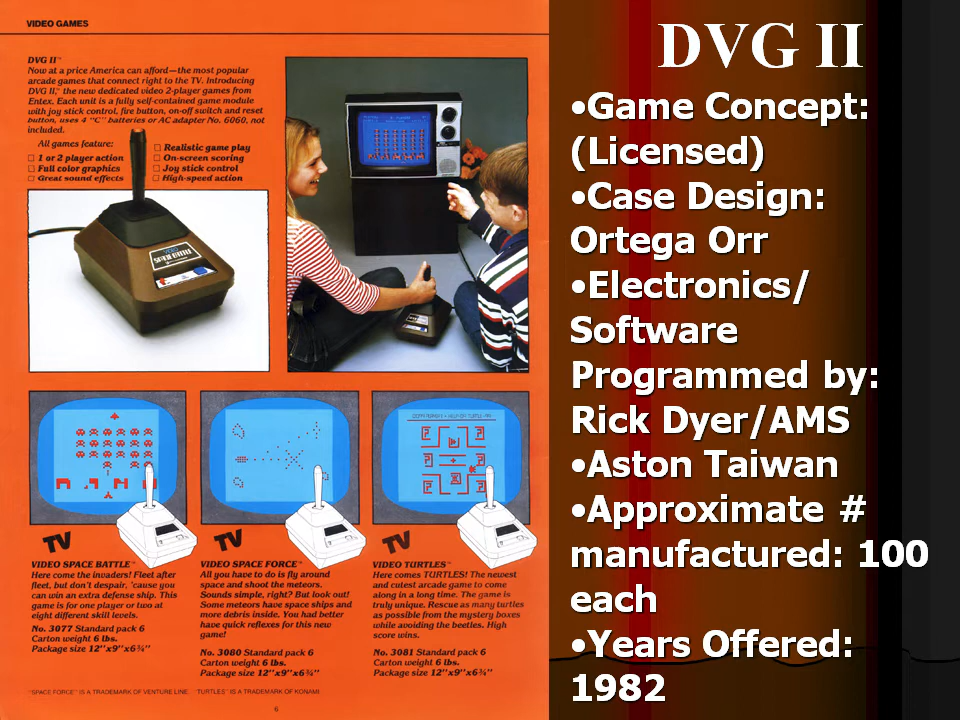 VIDEO GAMES
DVG II™
Now at a price America can afford—the most popular
arcade games that connect right to the TV. Introducing
DVG II,™ the new dedicated video 2-player games from
Entex. Each unit is a fully self-contained game module
with joy stick control, fire button, on-off switch and reset
button, uses 4 "C" batteries or AC adapter No. 6060, not
included.
All games feature:
□ 1 or 2 player action
□ Full color graphics
□ Great sound effects
□ Realistic game play
□ On-screen scoring
□ Joy stick control
□ High-speed action
VIDEO
SPACE BATTLE
TV
VIDEO SPACE BATTLE™
Here come the invaders! Fleet after
fleet, but don't despair, 'cause you
can win an extra defense ship. This
game is for one player or two at
eight different skill levels.
No. 3077 Standard pack 6
Carton weight 6 lbs.
Package size 12"x9"x6¾"
TV
VIDEO SPACE FORCE™
All you have to do is fly around
space and shoot the meteors.
Sounds simple, right? But look out!
Some meteors have space ships and
more debris inside. You had better
have quick reflexes for this new
game!
No. 3080 Standard pack 6
Carton weight 6 lbs.
Package size 12"x9"x6¾"
TV
VIDEO TURTLES™
Here comes TURTLES! The newest
and cutest arcade game to come
along in a long time. The game is
truly unique. Rescue as many turtles
as possible from the mystery boxes
while avoiding the beetles. High
score wins.
No. 3081 Standard pack 6
Carton weight 6 lbs.
Package size 12"x9"x6¾"
"SPACE FORCE" IS A TRADEMARK OF VENTURE LINE. "TURTLES" IS A TRADEMARK OF KONAMI.
6
DVG II
•Game Concept:
(Licensed)
•Case Design:
Ortega Orr
•Electronics/
Software
Programmed by:
Rick Dyer/AMS
•Aston Taiwan
•Approximate #
manufactured: 100
each
•Years Offered:
1982